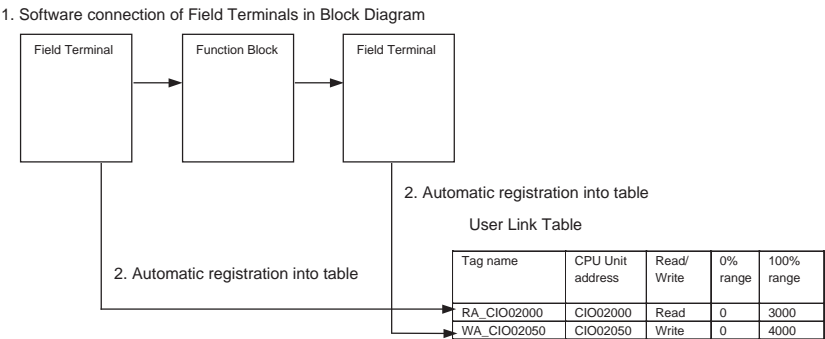 1. Software connection of Field Terminals in Block Diagram
Field Terminal
Function Block
Field Terminal
2. Automatic registration into table
User Link Table
2. Automatic registration into table
Tag name CPU Unit address Read/ Write 0% range 100% range
RA_CIO02000 CIO02000 Read 0 3000
WA_CIO02050 CIO02050 Write 0 4000